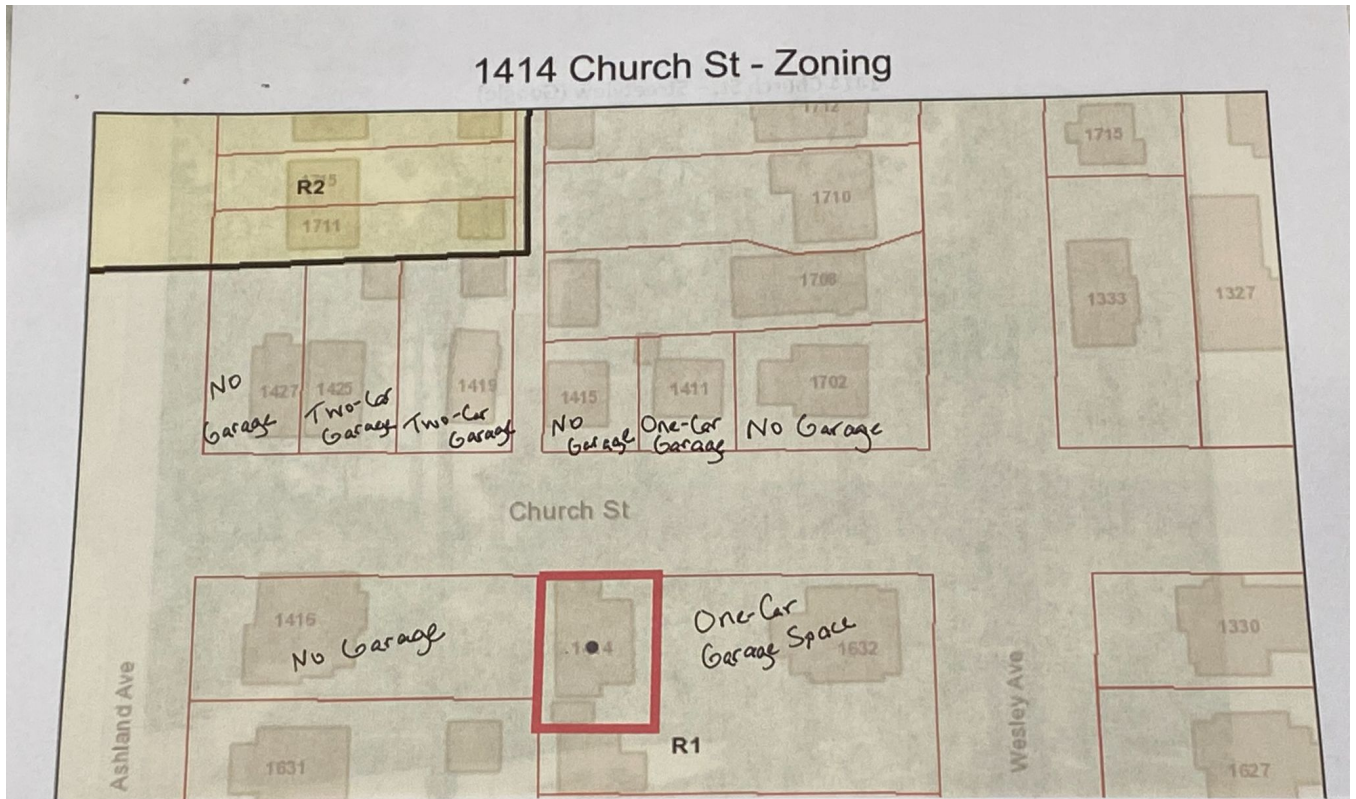 1414 Church St - Zoning
1712
1715
R2
1710
1711
1708
1333
1327
No
Garage
1427
1425
Two-Car
Garage
1419
Two-Car
Garage
1415
No
Garage
1411
One-Car
Garage
1702
No Garage
Church St
1416
No Garage
One-Car
Garage Space
1632
1330
Ashland Ave
Wesley Ave
R1
1631
1627